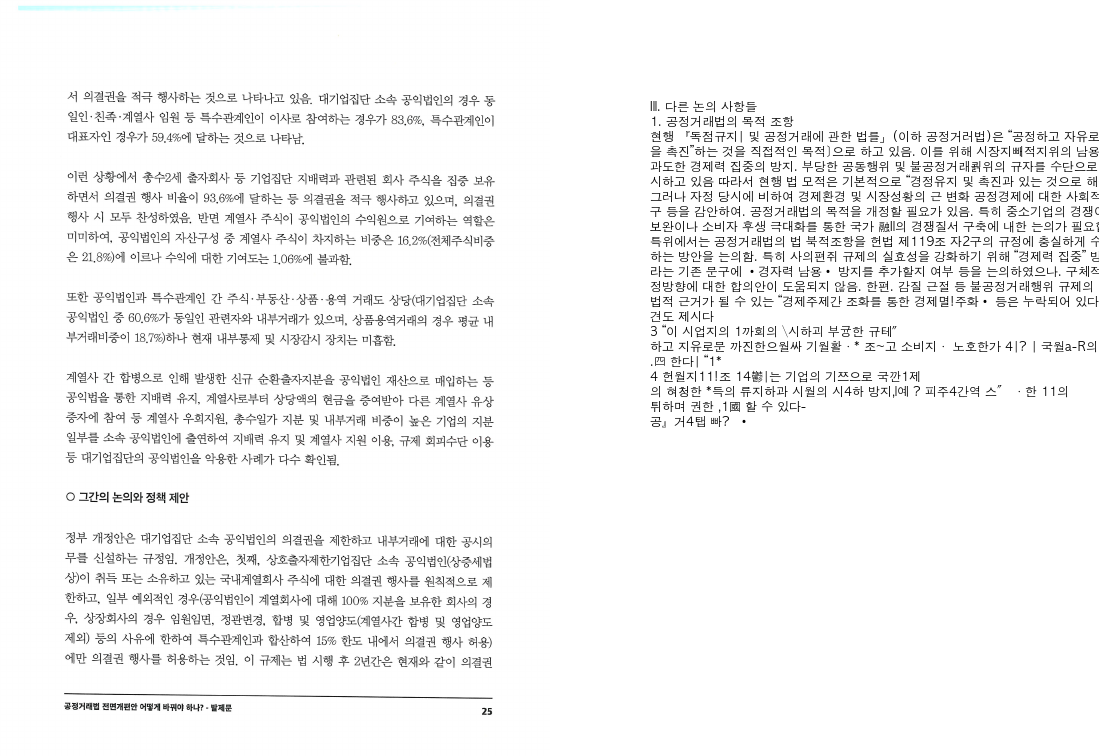 서 의결권을 적극 행사하는 것으로 나타나고 있음. 대기업집단 소속 공익법인의 경우 동
일인·친족·계열사 임원 등 특수관계인이 이사로 참여하는 경우가 83.6%, 특수관계인이
대표자인 경우가 59.4%에 달하는 것으로 나타남.
이런 상황에서 총수2세 출자회사 등 기업집단 지배력과 관련된 회사 주식을 집중 보유
하면서 의결권 행사 비율이 93.6%에 달하는 등 의결권을 적극 행사하고 있으며, 의결권
행사 시 모두 찬성하였음. 반면 계열사 주식이 공익법인의 수익원으로 기여하는 역할은
미미하여, 공익법인의 자산구성 중 계열사 주식이 차지하는 비중은 16.2%(전체주식비중
은 21.8%)에 이르나 수익에 대한 기여도는 1.06%에 불과함.
또한 공익법인과 특수관계인 간 주식·부동산·상품·용역 거래도 상당(대기업집단 소속
공익법인 중 60.6%가 동일인 관련자와 내부거래가 있으며, 상품용역거래의 경우 평균 내
부거래비중이 18.7%)하나 현재 내부통제 및 시장감시 장치는 미흡함.
계열사 간 합병으로 인해 발생한 신규 순환출자지분을 공익법인 재산으로 매입하는 등
공익법을 통한 지배력 유지, 계열사로부터 상당액의 현금을 증여받아 다른 계열사 유상
증자에 참여 등 계열사 우회지원, 총수일가 지분 및 내부거래 비중이 높은 기업의 지분
일부를 소속 공익법인에 출연하여 지배력 유지 및 계열사 지원 이용, 규제 회피수단 이용
등 대기업집단의 공익법인을 악용한 사례가 다수 확인됨.
○ 그간의 논의와 정책 제안
정부 개정안은 대기업집단 소속 공익법인의 의결권을 제한하고 내부거래에 대한 공시의
무를 신설하는 규정임. 개정안은, 첫째, 상호출자제한기업집단 소속 공익법인(상증세법
상)이 취득 또는 소유하고 있는 국내계열회사 주식에 대한 의결권 행사를 원칙적으로 제
한하고, 일부 예외적인 경우(공익법인이 계열회사에 대해 100% 지분을 보유한 회사의 경
우, 상장회사의 경우 임원임면, 정관변경, 합병 및 영업양도(계열사간 합병 및 영업양도
제외) 등의 사유에 한하여 특수관계인과 합산하여 15% 한도 내에서 의결권 행사 허용)
에만 의결권 행사를 허용하는 것임. 이 규제는 법 시행 후 2년간은 현재와 같이 의결권
공정거래법 전면개편안 어떻게 바꿔야 하나? - 발제문
25
Ⅲ. 다른 논의 사항들
1. 공정거래법의 목적 조항
현행 「독점규지| 및 공정거래에 관한 법를」(이하 공정거러법)은 “공정하고 자유로
을 촉진”하는 것을 직접적인 목적]으로 하고 있음. 이를 위해 시장지뻬적지위의 남용
과도한 경제력 집중의 방지. 부당한 공동행위 및 불공정거래뢹위의 규자를 수단으로
시하고 있음 따라서 현행 법 모적은 기본적으로 “경정유지 및 촉진과 있는 것으로 해
그러나 자정 당시에 비하여 경제환경 및 시장성황의 근 변화 공정경제에 대한 사회적
구 등을 감안하여. 공정거래법의 목적을 개정할 필요가 있음. 특히 중소기업의 경쟁
보완이나 소비자 후생 극대화를 통한 국가 融Ⅱ의 경쟁질서 구축에 내한 논의가 필요
특위에서는 공정거래법의 법 북적조항을 헌법 제119조 자2구의 규정에 충실하게 수
하는 방안을 논의함. 특히 사의편쥐 규제의 실효성을 강화하기 위해 “경제력 집중” 방
라는 기존 문구에 • 경자력 남용 • 방지를 추가할지 여부 등을 논의하였으나. 구체적
정방향에 대한 합의안이 도움되지 않음. 한편. 감질 근절 등 불공정거래행위 규제의
법적 근거가 될 수 있는 “경제주제간 조화를 통한 경제멸!주화 • 등은 누락되어 있다
견도 제시다
3 “이 시업지의 1까희의 \시하괴 부궁한 규테”
하고 지유로문 까진한으월싸 기월활 · * 조~고 소비지 · 노호한가 4|? | 국월a-R의
.四 한다| “1*
4 헌월지11!조 14鬱|는 기업의 기쯔으로 국깐1제
의 혀청한 *특의 류지하과 시월의 시4하 방지,|예 ? 피주4간역 스″ · 한 11의
튀하며 권한 ,1國 할 수 있다-
공』거4탭 빠? •